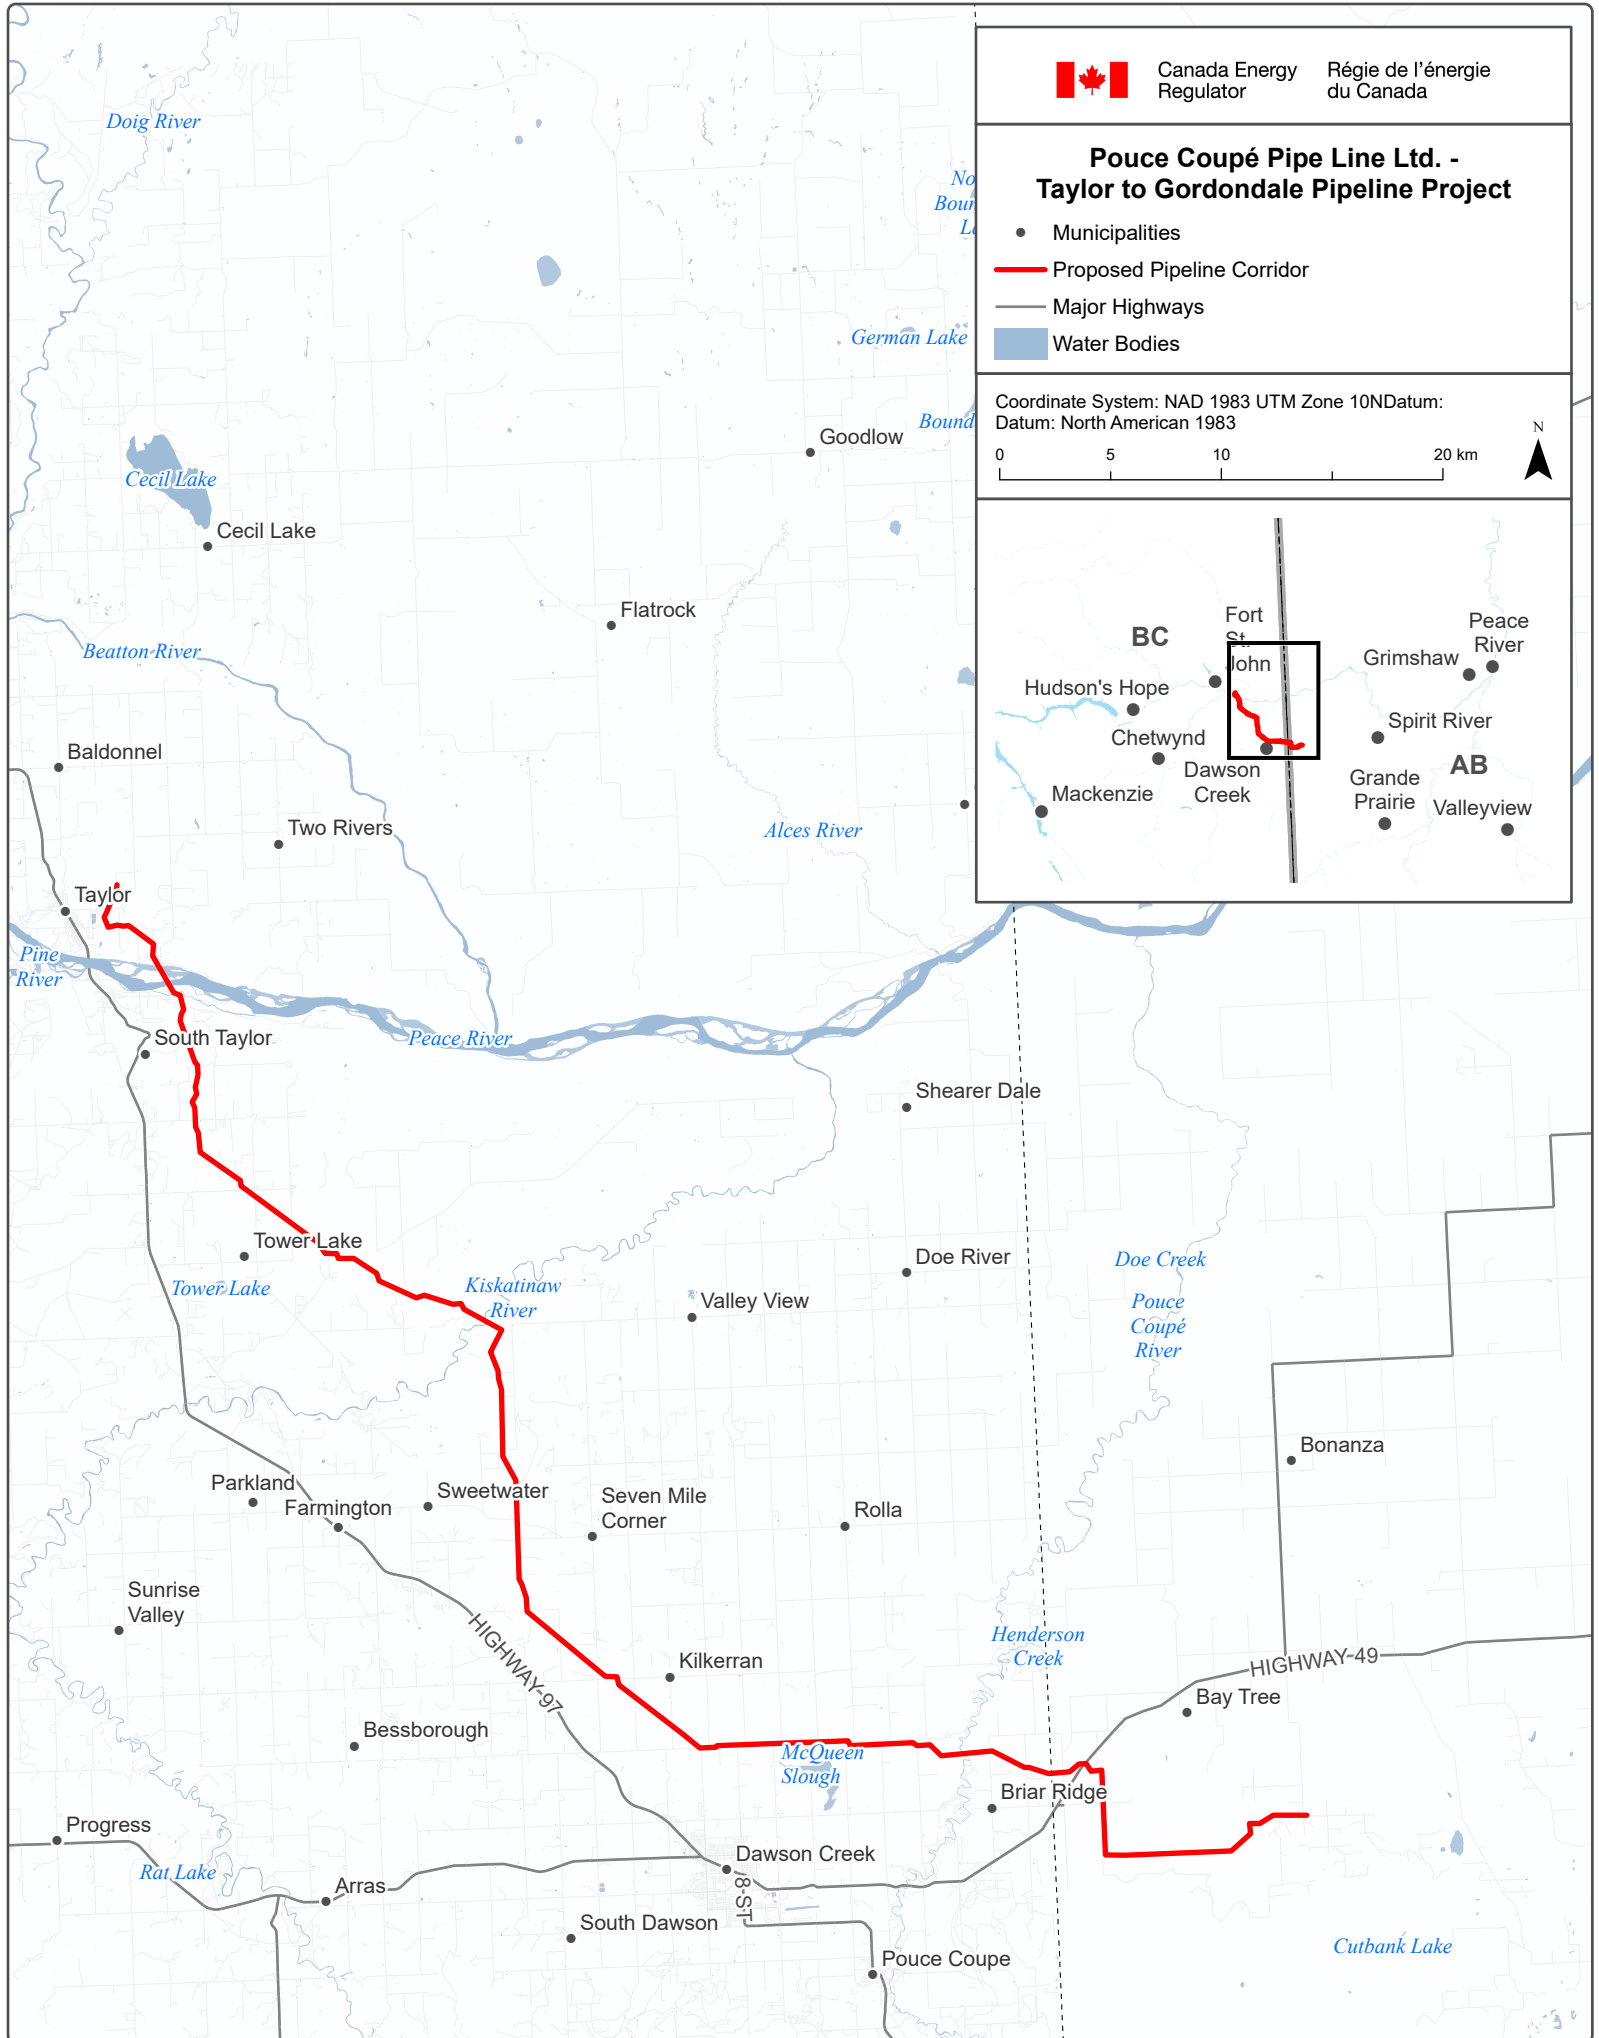 Canada Energy
Regulator
Régie de l'énergie
du Canada
Pouce Coupé Pipe Line Ltd. -
Taylor to Gordondale Pipeline Project
Municipalities
Proposed Pipeline Corridor
Major Highways
Water Bodies
Coordinate System: NAD 1983 UTM Zone 10NDatum:
Datum: North American 1983
0 5 10 20 km
N
Fort
St.
John
BC
Peace
River
Grimshaw
Hudson's Hope
Spirit River
Chetwynd
AB
Dawson
Creek
Grande
Prairie
Mackenzie
Valleyview
Doig River
No
Boun
La
German Lake
Bound
Goodlow
Cecil Lake
Cecil Lake
Flatrock
Beatton River
Baldonnel
Two Rivers
Alces River
Taylor
Pine
River
South Taylor
Peace River
Shearer Dale
Tower Lake
Tower Lake
Kiskatinaw
River
Doe River
Doe Creek
Valley View
Pouce
Coupé
River
Bonanza
Parkland
Farmington
Sweetwater
Seven Mile
Corner
Rolla
Sunrise
Valley
HIGHWAY-97
Kilkerran
Henderson
Creek
HIGHWAY-49
Bay Tree
Bessborough
McQueen
Slough
Briar Ridge
Progress
Rat Lake
Arras
Dawson Creek
8-ST
South Dawson
Pouce Coupe
Cutbank Lake